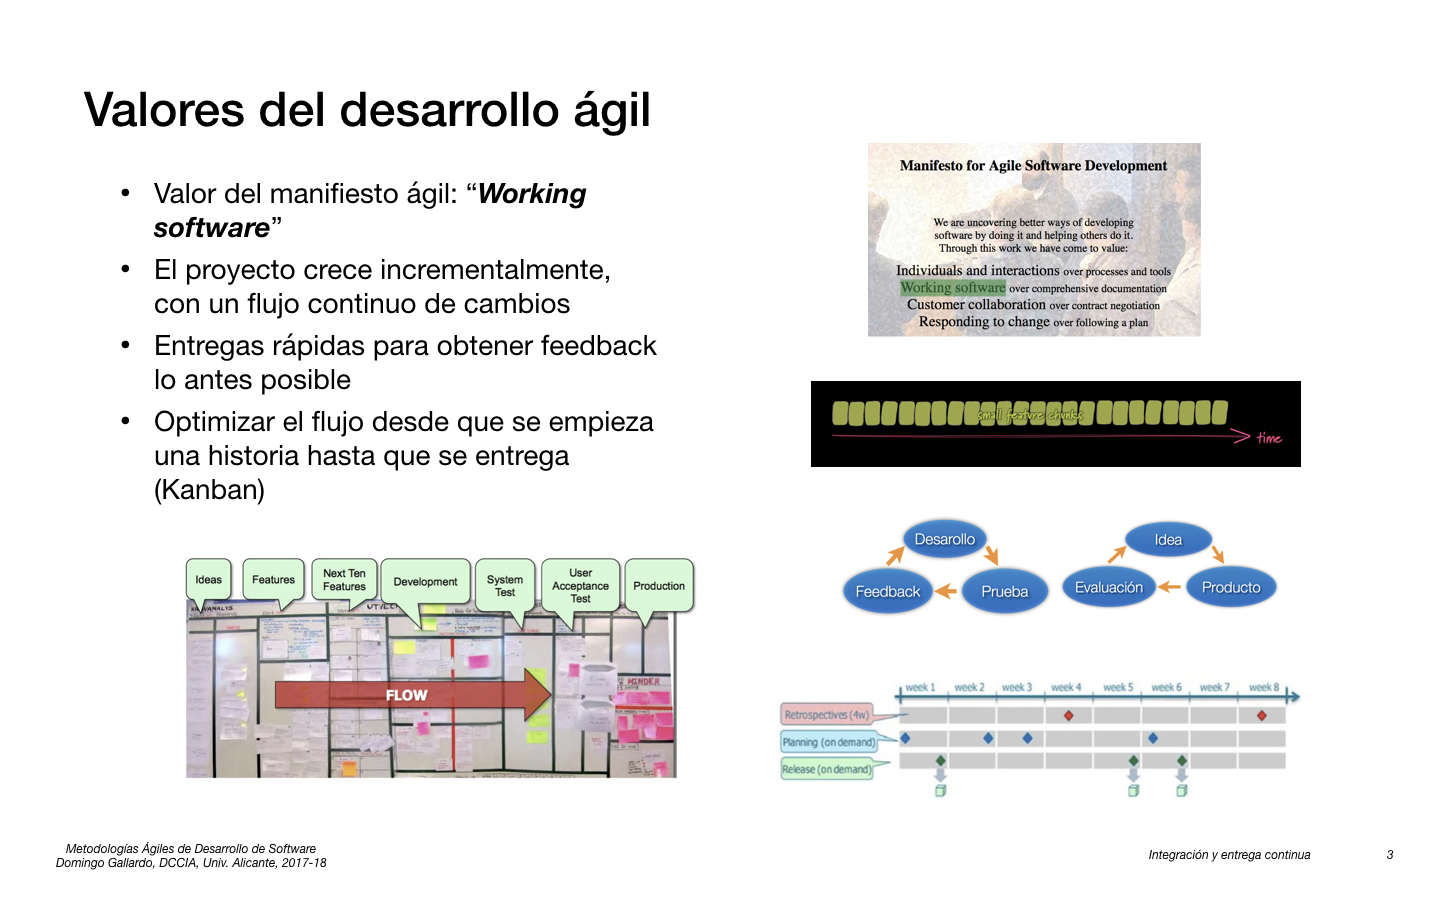 Valores del desarrollo ágil
• Valor del manifiesto ágil: “Working
software”
• El proyecto crece incrementalmente,
con un flujo continuo de cambios
• Entregas rápidas para obtener feedback
lo antes posible
• Optimizar el flujo desde que se empieza
una historia hasta que se entrega
(Kanban)
Ideas
Features
Next Ten
Features
Development
System
Test
User
Acceptance
Test
Production
FLOW
Manifesto for Agile Software Development
We are uncovering better ways of developing
software by doing it and helping others do it.
Through this work we have come to value:
Individuals and interactions over processes and tools
Working software over comprehensive documentation
Customer collaboration over contract negotiation
Responding to change over following a plan
small feature chunks
time
Desarollo
Feedback
Prueba
Idea
Evaluación
Producto
week 1 week 2 week 3 week 4 week 5 week 6 week 7 week 8
Retrospectives (4w)
Planning (on demand)
Release (on demand)
Metodologías Ágiles de Desarrollo de Software
Domingo Gallardo, DCCIA, Univ. Alicante, 2017-18
Integración y entrega continua
3